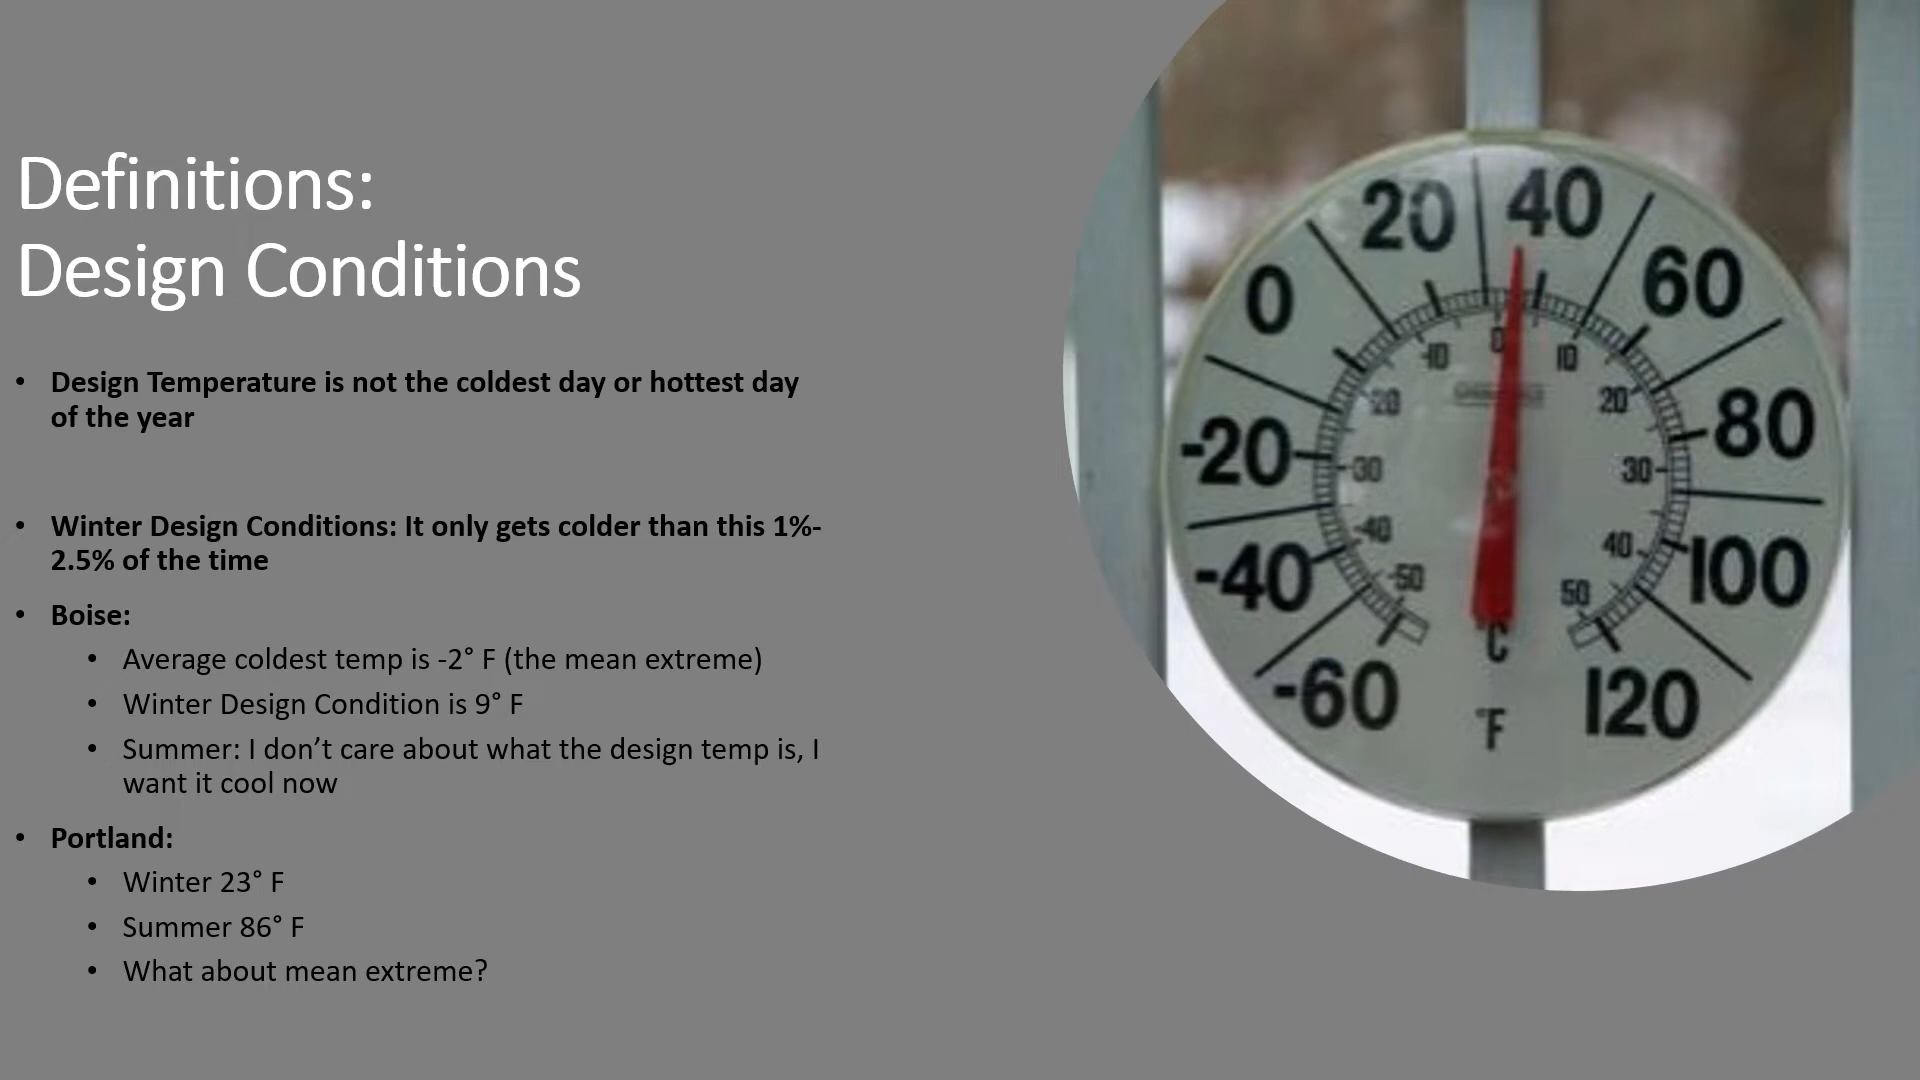 Definitions:
Design Conditions
• Design Temperature is not the coldest day or hottest day
of the year
• Winter Design Conditions: It only gets colder than this 1%-
2.5% of the time
• Boise:
• Average coldest temp is -2° F (the mean extreme)
• Winter Design Condition is 9° F
• Summer: I don’t care about what the design temp is, I
want it cool now
• Portland:
• Winter 23° F
• Summer 86° F
• What about mean extreme?
20 40
0 60
-10 0 10
-20 20
-20 80
-30 30
-40 40
-40 100
-50 50
°C
-60 120
°F